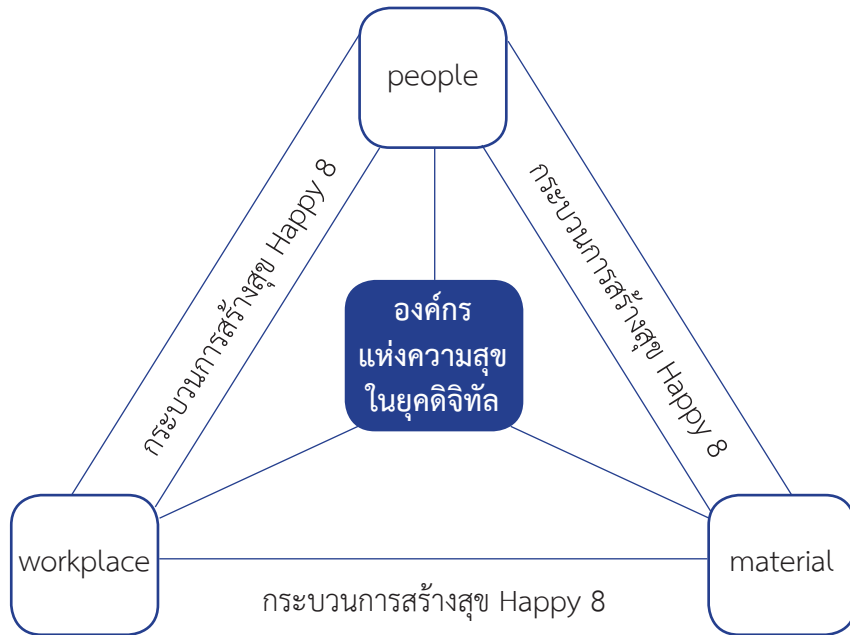 people
กระบวนการสร้างสุข Happy 8
กระบวนการสร้างสุข Happy 8
องค์กร
แห่งความสุข
ในยุคดิจิทัล
workplace
material
กระบวนการสร้างสุข Happy 8